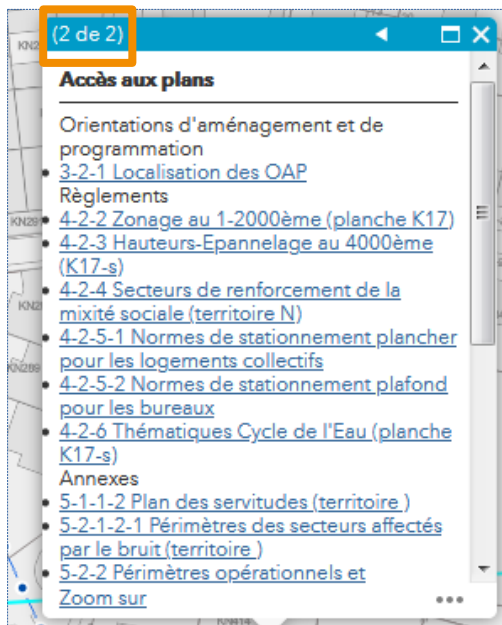 (2 de 2)
Accès aux plans
Orientations d'aménagement et de
programmation
3-2-1 Localisation des OAP
Règlements
4-2-2 Zonage au 1-2000ème (planche K17)
4-2-3 Hauteurs-Epannelage au 4000ème
(K17-s)
4-2-4 Secteurs de renforcement de la
mixité sociale (territoire N)
4-2-5-1 Normes de stationnement plancher
pour les logements collectifs
4-2-5-2 Normes de stationnement plafond
pour les bureaux
4-2-6 Thématiques Cycle de l'Eau (planche
K17-s)
Annexes
5-1-1-2 Plan des servitudes (territoire )
5-2-1-2-1 Périmètres des secteurs affectés
par le bruit (territoire )
5-2-2 Périmètres opérationnels et
Zoom sur